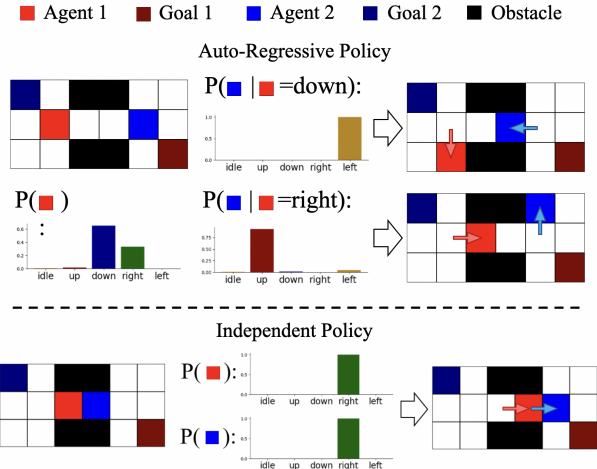 Agent 1 Goal 1 Agent 2 Goal 2 Obstacle
Auto-Regressive Policy
P( | =down):
1.0
0.5
0.0
idle up down right left
P( )
0.6
0.4
0.2
0.0
idle up down right left
P( | =right):
0.75
0.50
0.25
0.00
idle up down right left
Independent Policy
P( ):
1.0
0.5
0.0
idle up down right left
P( ):
1.0
0.5
0.0
idle up down right left